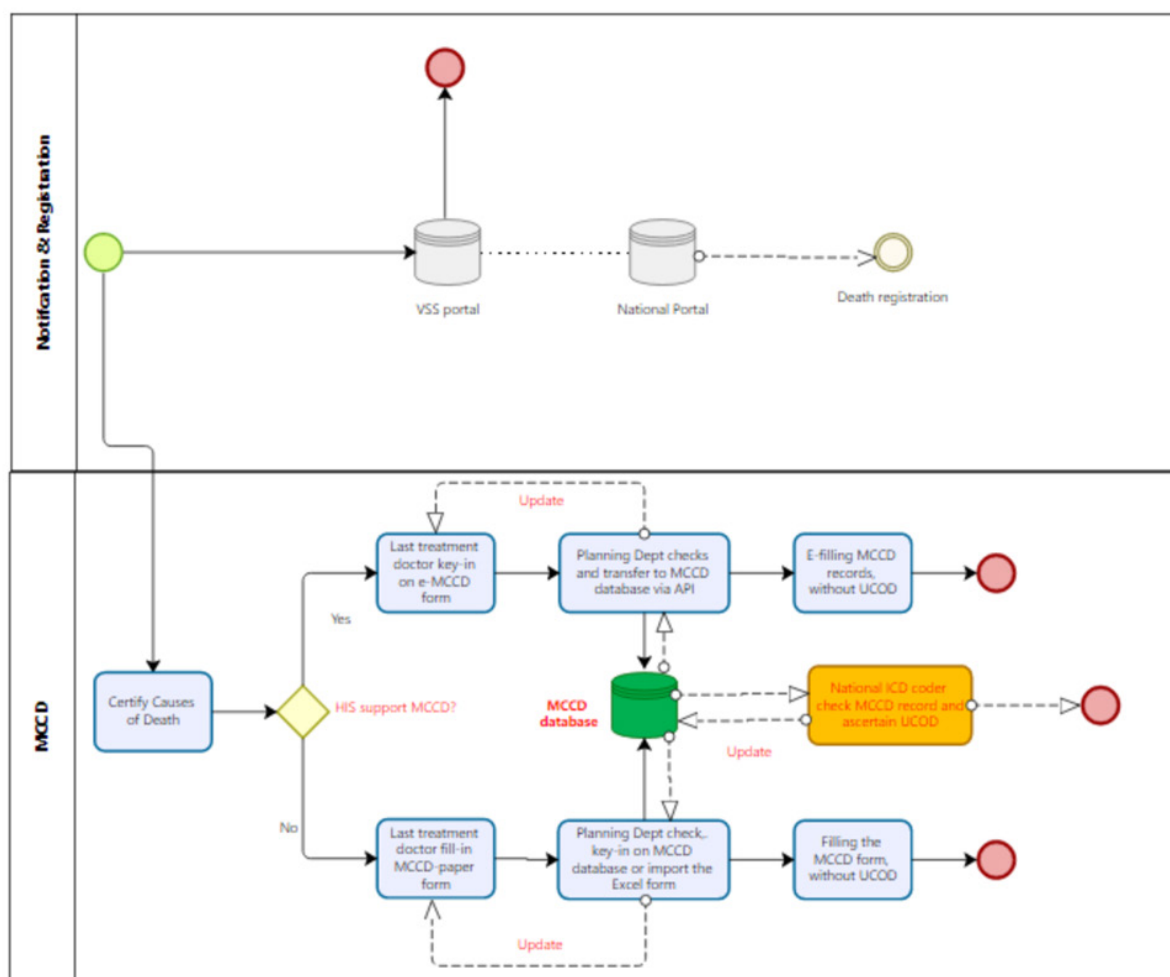 Notification & Registration
VSS portal
National Portal
Death registration
MCCD
Update
Last treatment
doctor key-in
on e-MCCD
form
Planning Dept checks
and transfer to MCCD
database via API
E-filling MCCD
records,
without UCOD
Yes
Certify Causes
of Death
HIS support MCCD?
MCCD
database
National ICD coder
check MCCD record and
ascertain UCOD
Update
No
Last treatment
doctor fill-in
MCCD-paper
form
Planning Dept check,.
key-in on MCCD
database or import the
Excel form
Filling the
MCCD form,
without UCOD
Update